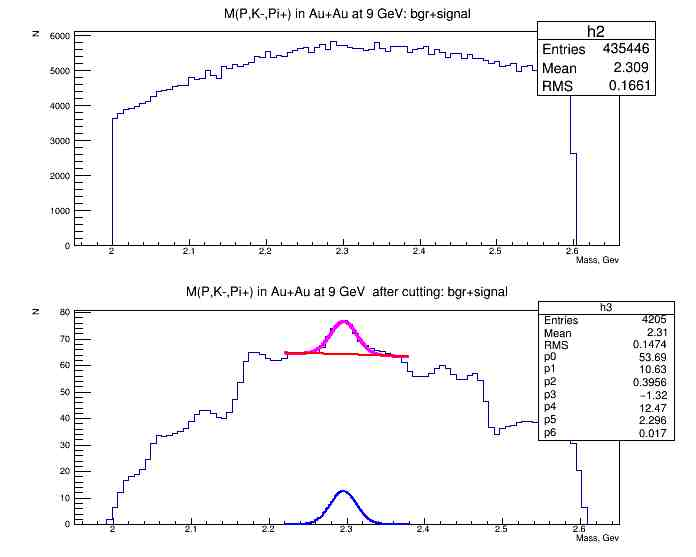 M(P,K-,Pi+) in Au+Au at 9 GeV: bgr+signal
N
h2
Entries 435446
Mean 2.309
RMS 0.1661
6000
5000
4000
3000
2000
1000
0
2 2.1 2.2 2.3 2.4 2.5 2.6
Mass, Gev
M(P,K-,Pi+) in Au+Au at 9 GeV after cutting: bgr+signal
N
h3
Entries 4205
Mean 2.31
RMS 0.1474
p0 53.69
p1 10.63
p2 0.3956
p3 −1.32
p4 12.47
p5 2.296
p6 0.017
80
70
60
50
40
30
20
10
0
2 2.1 2.2 2.3 2.4 2.5 2.6
Mass, Gev